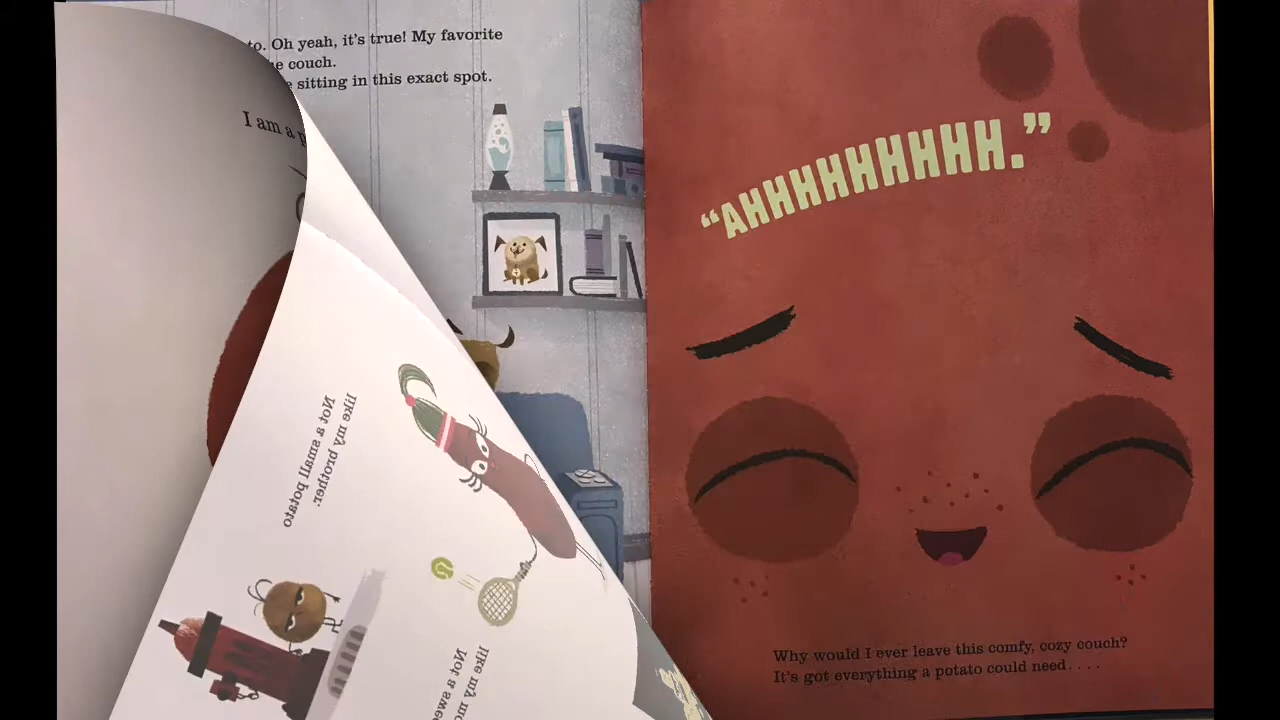 to. Oh yeah, it's true! My favorite
couch.
sitting in this exact spot.
I am a
"AHHHHHHHHH."
like my brother.
Not a small potato
like my
Not a
Why would I ever leave this comfy, cozy couch?
It's got everything a potato could need. . . .